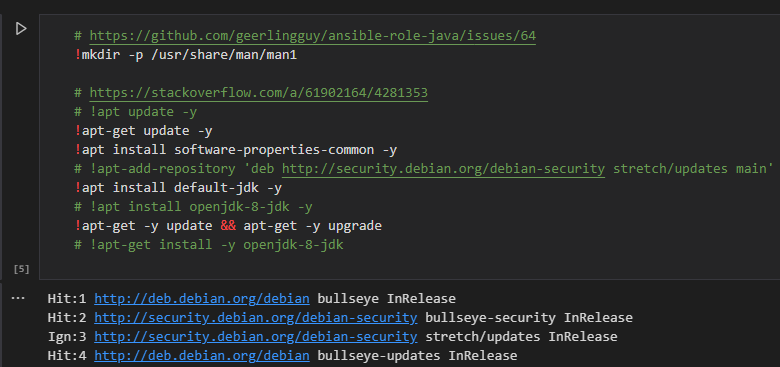 # https://github.com/geerlingguy/ansible-role-java/issues/64
!mkdir -p /usr/share/man/man1
# https://stackoverflow.com/a/61902164/4281353
# !apt update -y
!apt-get update -y
!apt install software-properties-common -y
# !apt-add-repository 'deb http://security.debian.org/debian-security stretch/updates main'
!apt install default-jdk -y
# !apt install openjdk-8-jdk -y
!apt-get -y update && apt-get -y upgrade
# !apt-get install -y openjdk-8-jdk
[5]
Hit:1 http://deb.debian.org/debian bullseye InRelease
Hit:2 http://security.debian.org/debian-security bullseye-security InRelease
Ign:3 http://security.debian.org/debian-security stretch/updates InRelease
Hit:4 http://deb.debian.org/debian bullseye-updates InRelease